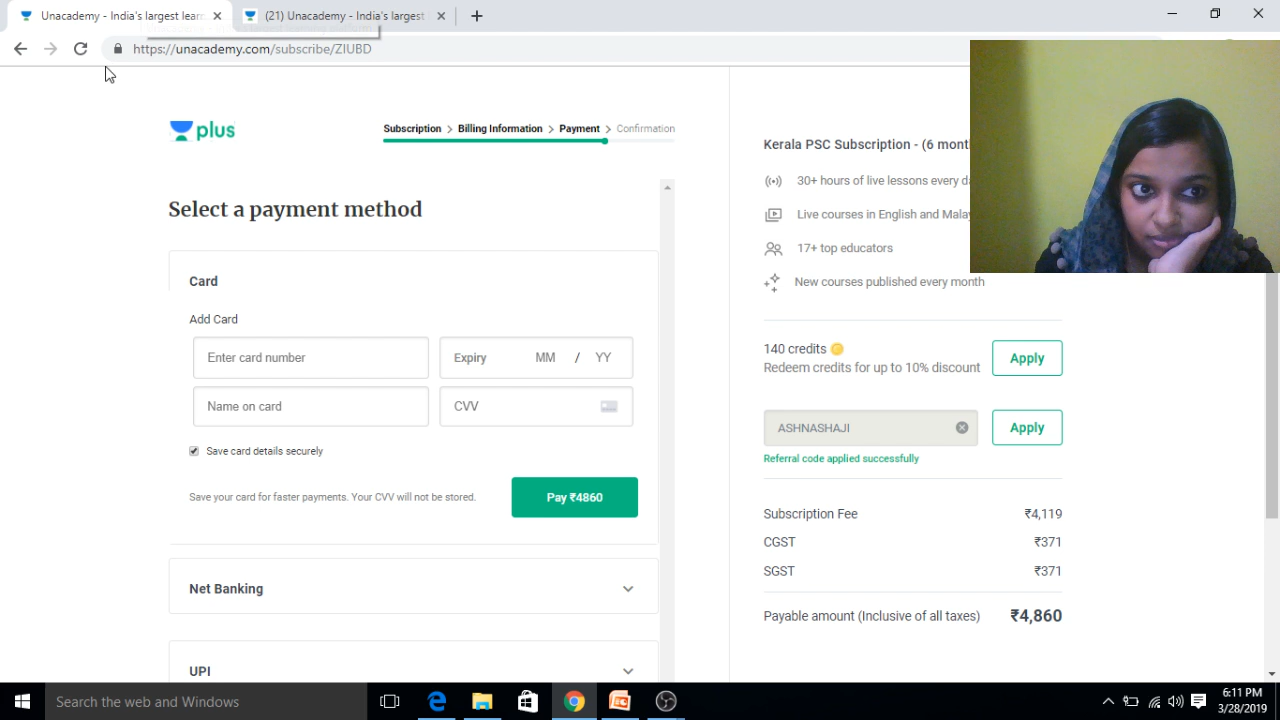 Unacademy - India's largest lear
(21) Unacademy - India's largest
https://unacademy.com/subscribe/ZIUBD
plus
Subscription > Billing Information > Payment > Confirmation
Select a payment method
Card
Add Card
Enter card number
Expiry MM / YY
Name on card
CVV
Save card details securely
Save your card for faster payments. Your CVV will not be stored.
Pay ₹4860
Net Banking
UPI
Kerala PSC Subscription - (6 mont
30+ hours of live lessons every da
Live courses in English and Malay
17+ top educators
New courses published every month
140 credits
Redeem credits for up to 10% discount
Apply
ASHNASHAJI
Apply
Referral code applied successfully
Subscription Fee ₹4,119
CGST ₹371
SGST ₹371
Payable amount (Inclusive of all taxes) ₹4,860
Search the web and Windows
6:11 PM
3/28/2019